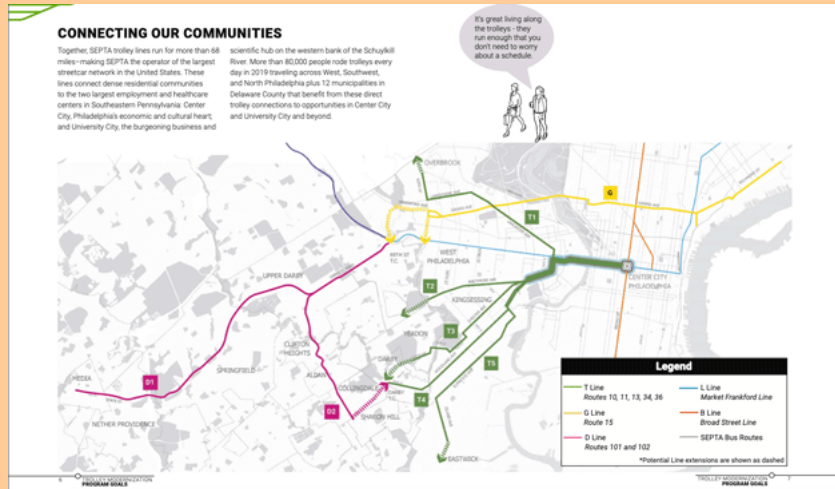 CONNECTING OUR COMMUNITIES
Together, SEPTA trolley lines run for more than 68
miles–making SEPTA the operator of the largest
streetcar network in the United States. These
lines connect dense residential communities
to the two largest employment and healthcare
centers in Southeastern Pennsylvania: Center
City, Philadelphia's economic and cultural heart;
and University City, the burgeoning business and
scientific hub on the western bank of the Schuylkill
River. More than 80,000 people rode trolleys every
day in 2019 traveling across West, Southwest,
and North Philadelphia plus 12 municipalities in
Delaware County that benefit from these direct
trolley connections to opportunities in Center City
and University City and beyond.
It's great living along
the trolleys - they
run enough that you
don't need to worry
about a schedule.
OVERBROOK
G
T1
69TH ST
T.C.
WEST
PHILADELPHIA
CENTER CITY
PHILADELPHIA
UPPER DARBY
T2
KINGSESSING
YEADON
T3
CLIFTON
HEIGHTS
DARBY
T5
SPRINGFIELD
ALDAN
COLLINGDALE
DARBY
T.C.
MEDIA
D1
T4
D2
SHARON HILL
NETHER PROVIDENCE
EASTWICK
Legend
T Line
Routes 10, 11, 13, 34, 36
G Line
Route 15
D Line
Routes 101 and 102
L Line
Market Frankford Line
B Line
Broad Street Line
SEPTA Bus Routes
*Potential Line extensions are shown as dashed
6
TROLLEY MODERNIZATION
PROGRAM GOALS
TROLLEY MODERNIZATION
PROGRAM GOALS
7